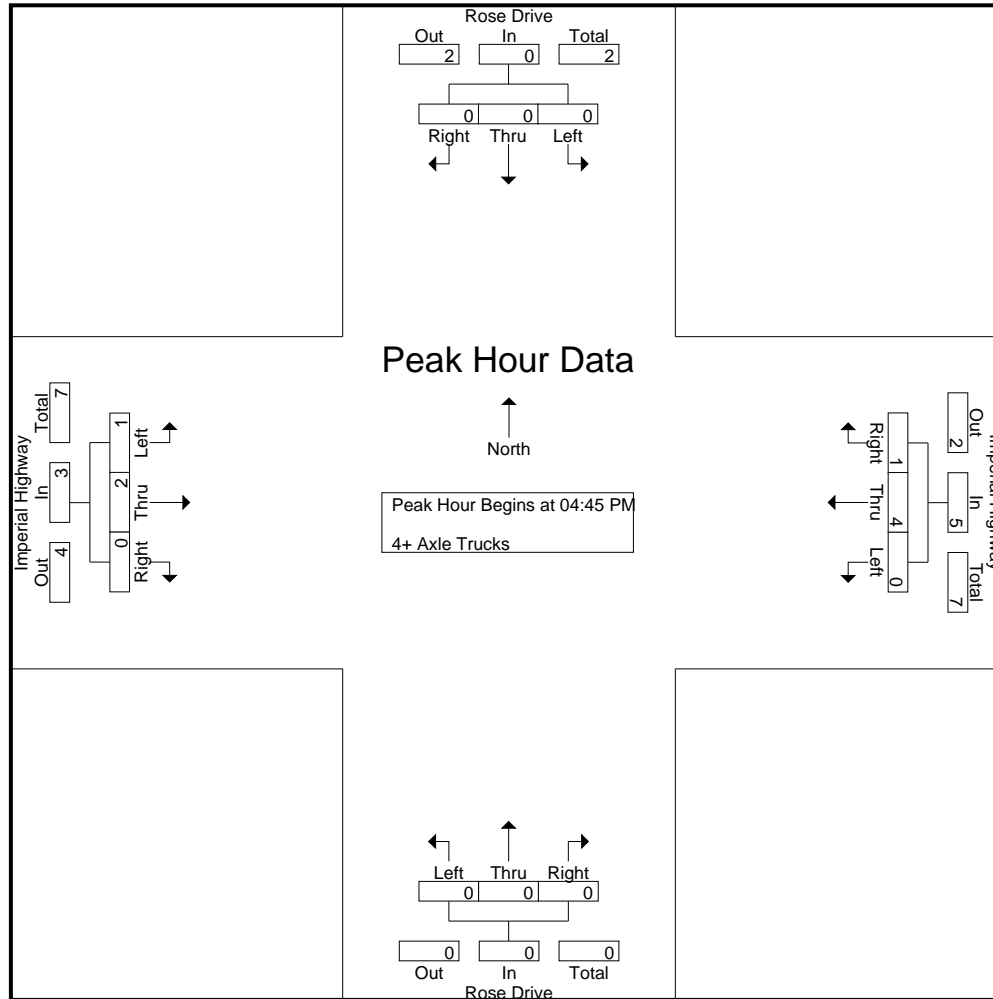 Rose Drive
Out In Total
2 0 2
0 0 0
Right Thru Left
Peak Hour Data
North
Peak Hour Begins at 04:45 PM
4+ Axle Trucks
Imperial Highway
Out In Total
4 3 7
Right Thru Left
0 2 1
Imperial Highway
Out In Total
2 5 7
Right Thru Left
1 4 0
Left Thru Right
0 0 0
0 0 0
Out In Total
Rose Drive